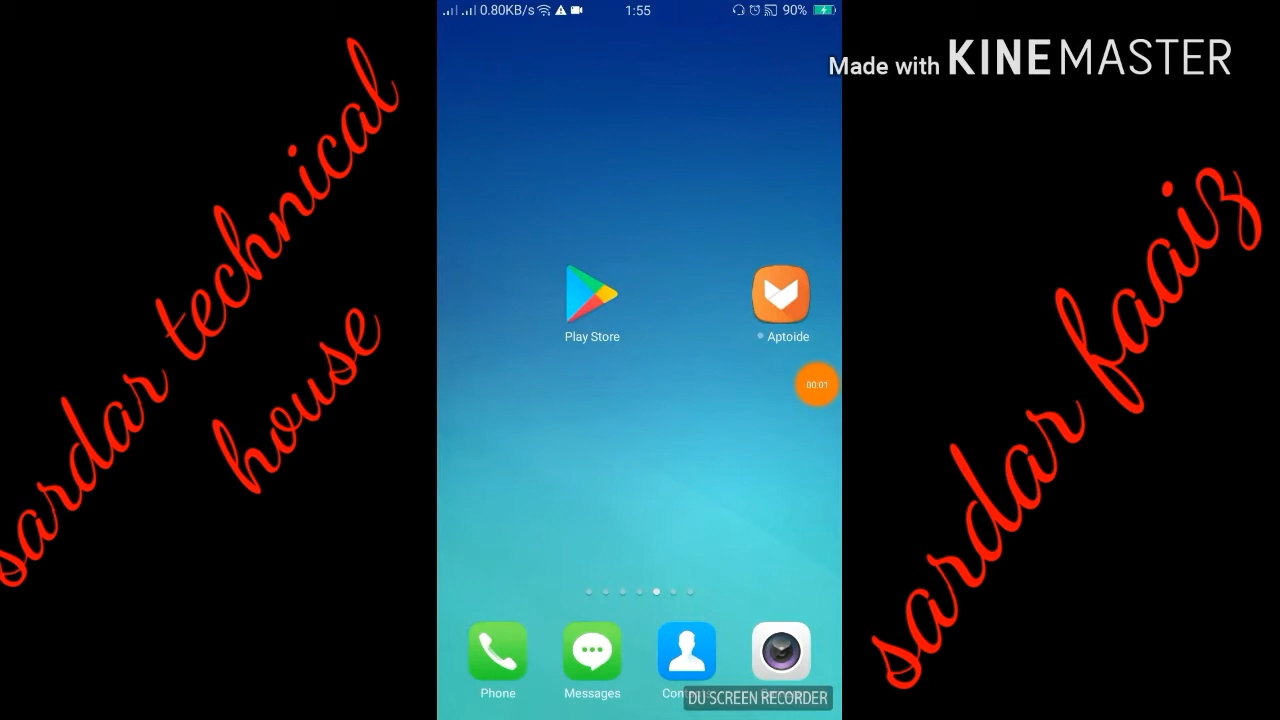 0.80KB/s
1:55
90%
Made with KINEMASTER
sardar technical
house
sardar faaiz
Play Store
Aptoide
00:01
Phone
Messages
DU SCREEN RECORDER